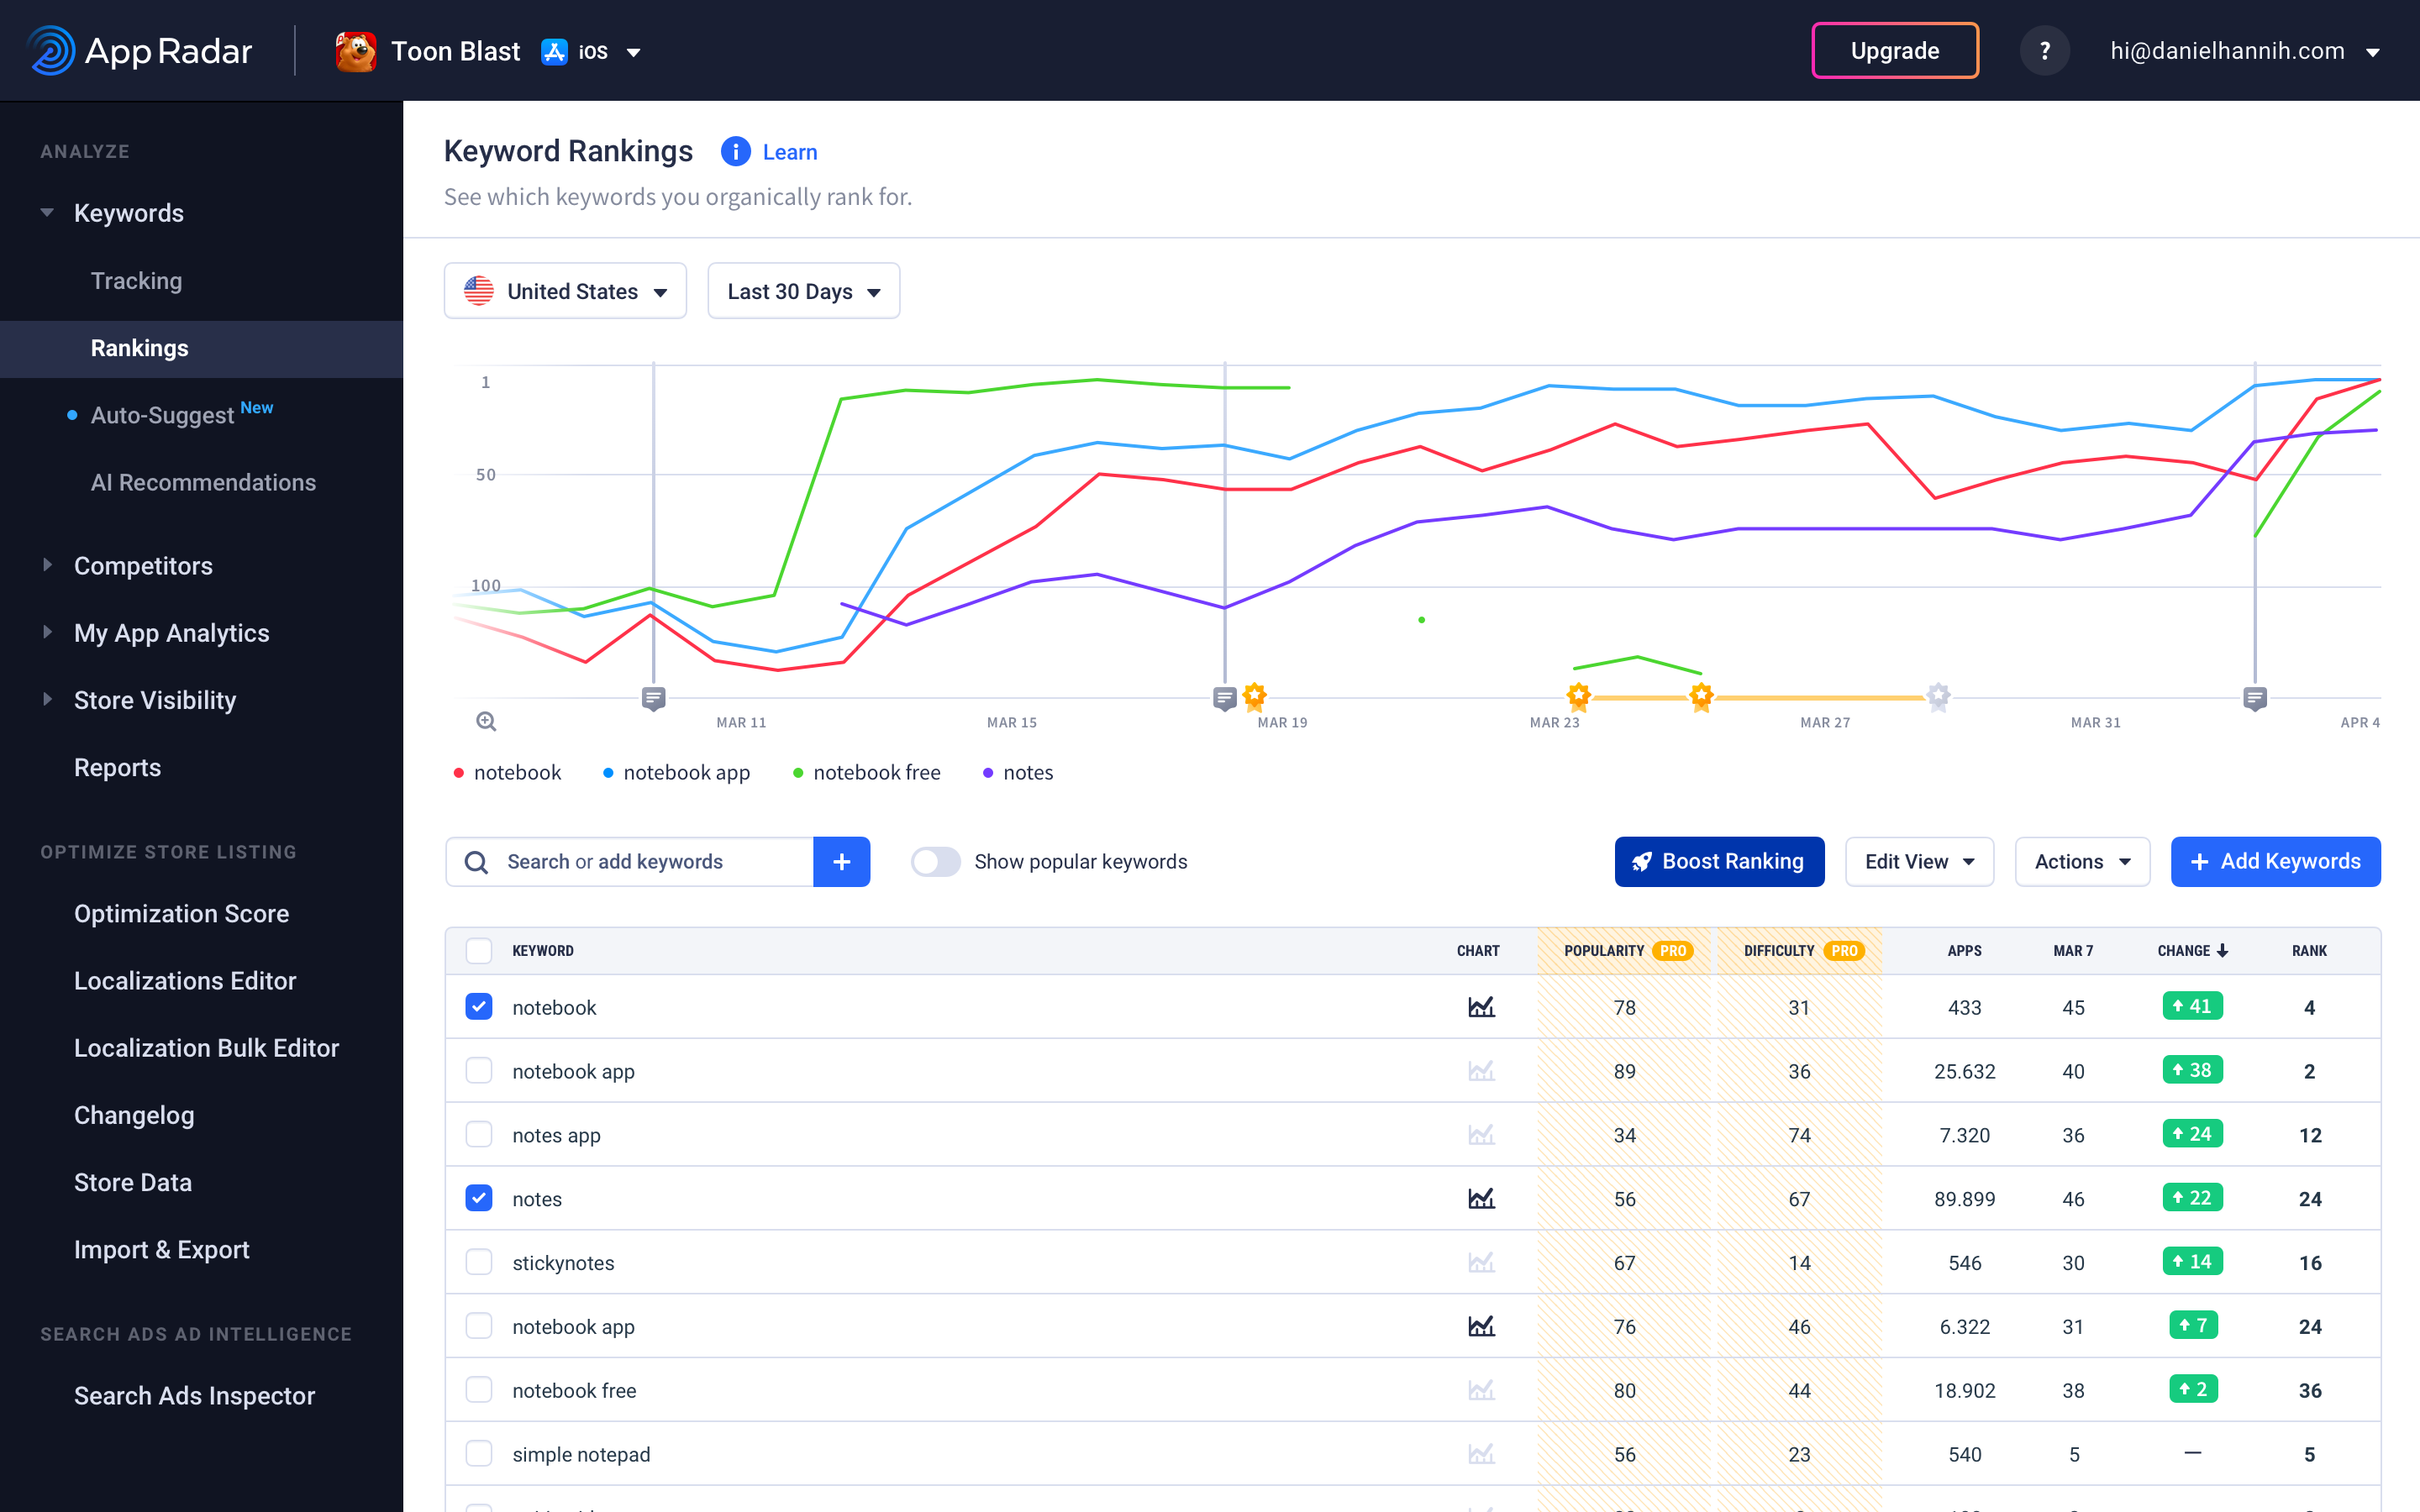 App Radar
Toon Blast iOS
Upgrade
?
hi@danielhannih.com
ANALYZE
Keywords
Tracking
Rankings
Auto-Suggest New
AI Recommendations
Competitors
My App Analytics
Store Visibility
Reports
OPTIMIZE STORE LISTING
Optimization Score
Localizations Editor
Localization Bulk Editor
Changelog
Store Data
Import & Export
SEARCH ADS AD INTELLIGENCE
Search Ads Inspector
Keyword Rankings i Learn
See which keywords you organically rank for.
United States Last 30 Days
1
50
100
MAR 11 MAR 15 MAR 19 MAR 23 MAR 27 MAR 31 APR 4
notebook notebook app notebook free notes
Search or add keywords + Show popular keywords Boost Ranking Edit View Actions + Add Keywords
KEYWORD CHART POPULARITY PRO DIFFICULTY PRO APPS MAR 7 CHANGE RANK
notebook 78 31 433 45 41 4
notebook app 89 36 25.632 40 38 2
notes app 34 74 7.320 36 24 12
notes 56 67 89.899 46 22 24
stickynotes 67 14 546 30 14 16
notebook app 76 46 6.322 31 7 24
notebook free 80 44 18.902 38 2 36
simple notepad 56 23 540 5 — 5